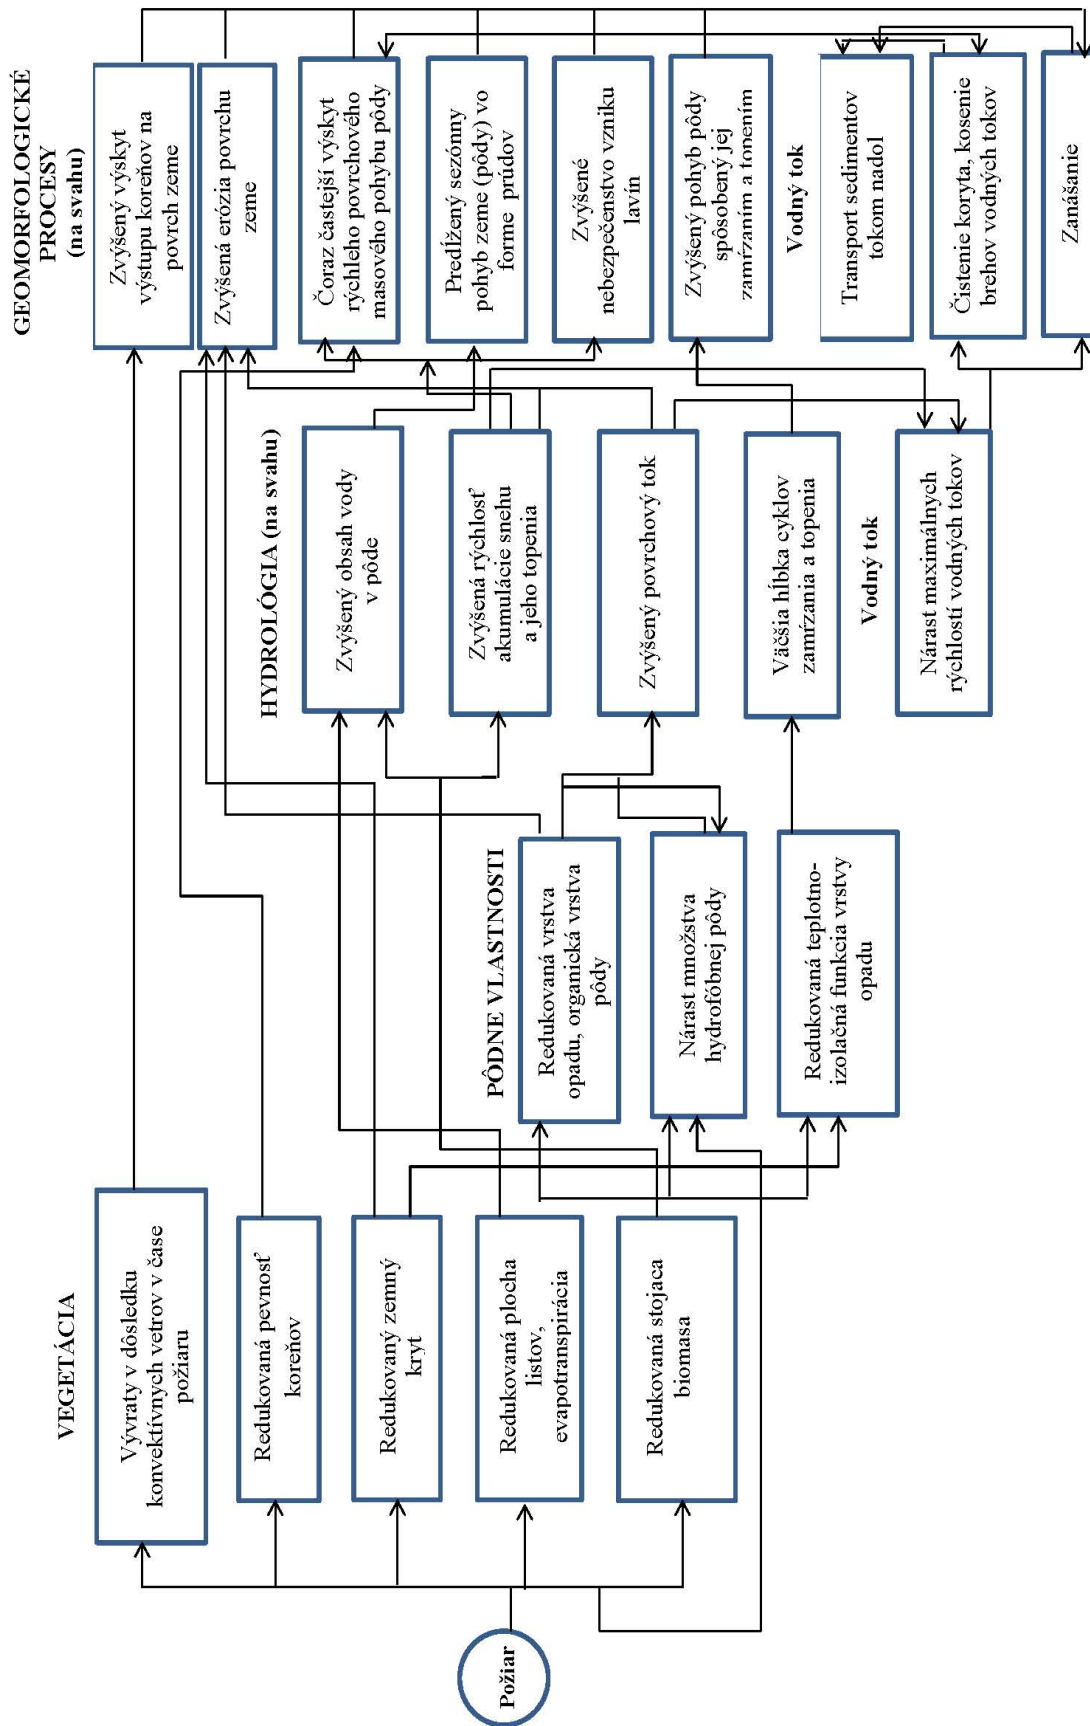 Požiar
VEGETÁCIA
Vývraty v dôsledku
konvektívnych vetrov v čase
požiaru
Redukovaná pevnosť
koreňov
Redukovaný zemný
kryt
Redukovaná plocha
listov,
evapotranspirácia
Redukovaná stojaca
biomasa
PÔDNE VLASTNOSTI
Redukovaná vrstva
opadu, organická vrstva
pôdy
Nárast množstva
hydrofóbnej pôdy
Redukovaná teplotno-
izolačná funkcia vrstvy
opadu
HYDROLÓGIA (na svahu)
Zvýšený obsah vody
v pôde
Zvýšená rýchlosť
akumulácie snehu
a jeho topenia
Zvýšený povrchový tok
Väčšia hĺbka cyklov
zamŕzania a topenia
Vodný tok
Nárast maximálnych
rýchlostí vodných tokov
GEOMORFOLOGICKÉ
PROCESY
(na svahu)
Zvýšený výskyt
výstupu koreňov na
povrch zeme
Zvýšená erózia povrchu
zeme
Čoraz častejší výskyt
rýchleho povrchového
masového pohybu pôdy
Predĺžený sezónny
pohyb zeme (pôdy) vo
forme prúdov
Zvýšené
nebezpečenstvo vzniku
lavín
Zvýšený pohyb pôdy
spôsobený jej
zamŕzaním a topením
Vodný tok
Transport sedimentov
tokom nadol
Čistenie koryta, kosenie
brehov vodných tokov
Zanášanie